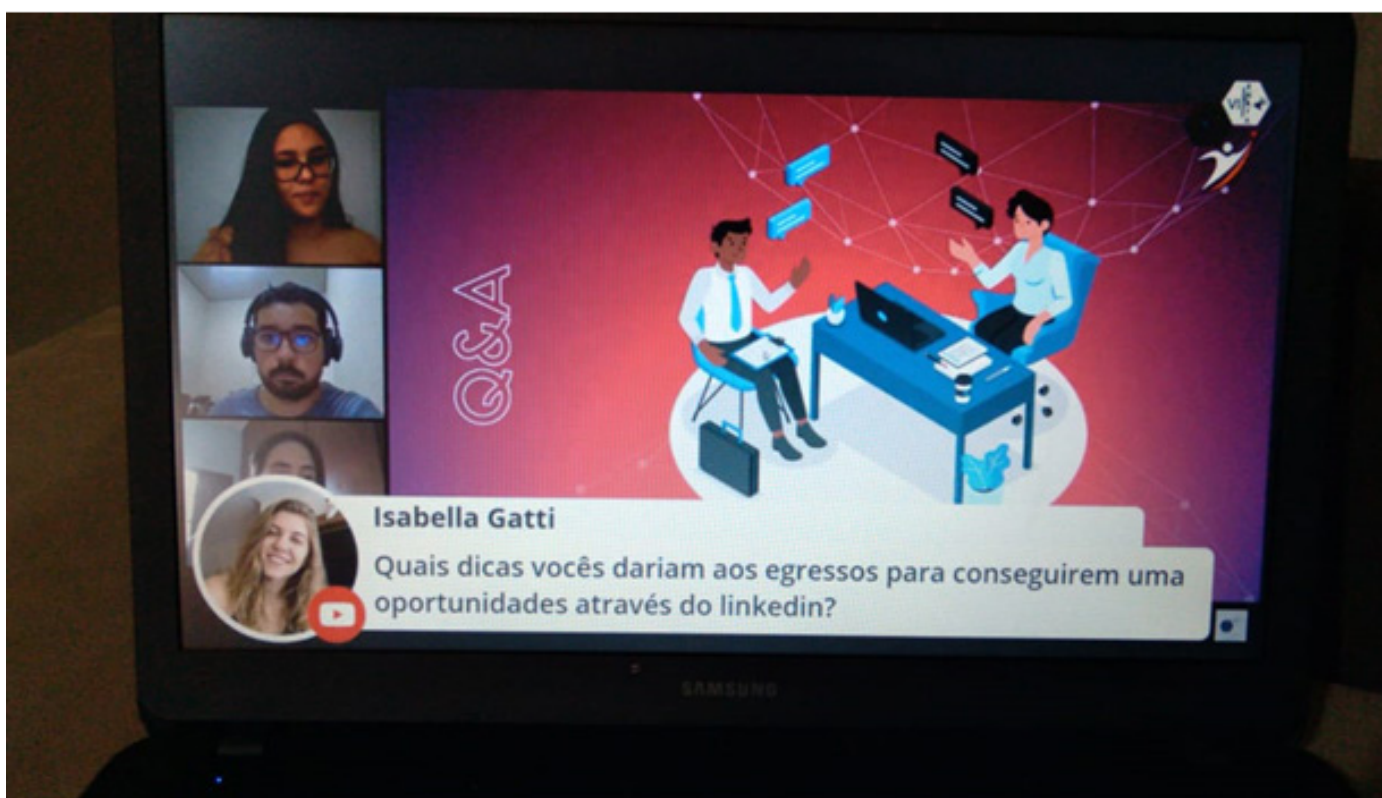 Q&A
Isabella Gatti
Quais dicas vocês dariam aos egressos para conseguirem uma
oportunidades através do linkedin?
SAMSUNG